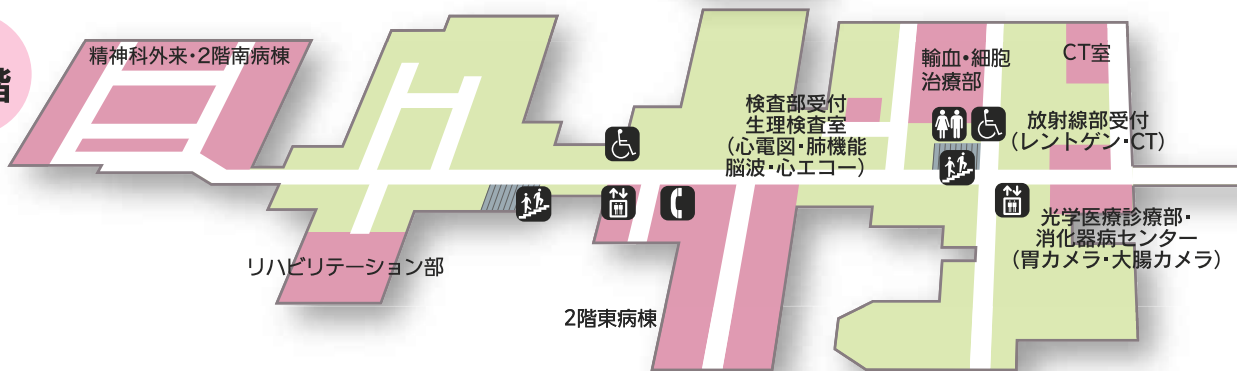 階
精神科外来・2階南病棟
輸血・細胞
治療部
CT室
検査部受付
生理検査室
(心電図・肺機能
脳波・心エコー)
放射線部受付
(レントゲン・CT)
光学医療診療部・
消化器病センター
(胃カメラ・大腸カメラ)
リハビリテーション部
2階東病棟